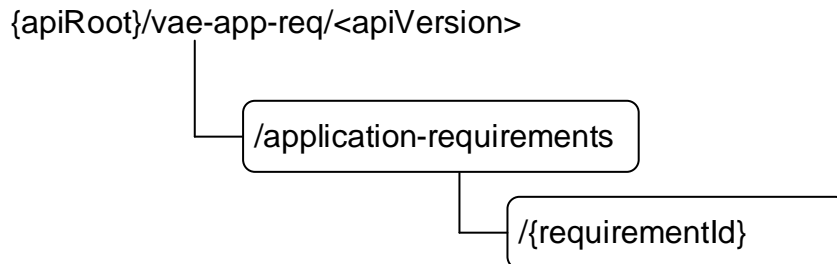 {apiRoot}/vae-app-req/<apiVersion>
/application-requirements
/{requirementId}